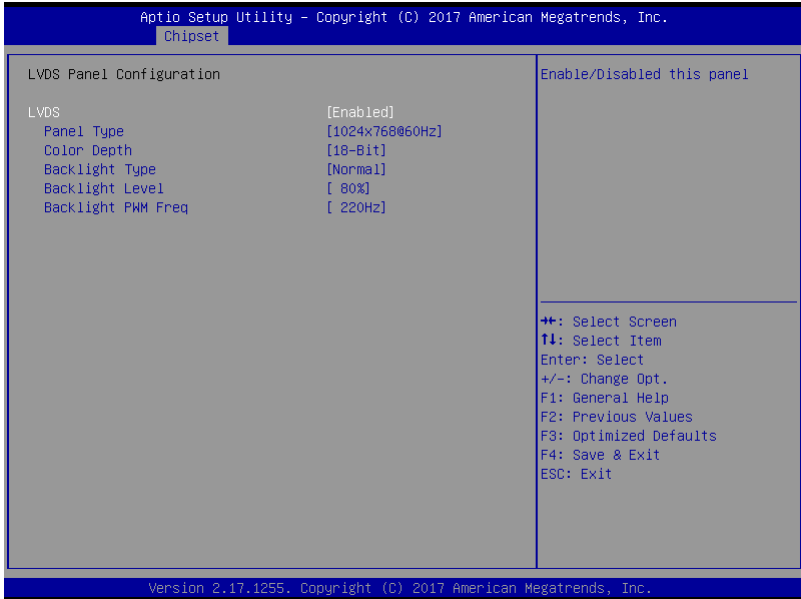 Aptio Setup Utility – Copyright (C) 2017 American Megatrends, Inc.
Chipset
LVDS Panel Configuration
LVDS [Enabled]
Panel Type [1024x768@60Hz]
Color Depth [18-Bit]
Backlight Type [Normal]
Backlight Level [ 80%]
Backlight PWM Freq [ 220Hz]
Enable/Disabled this panel
→←: Select Screen
↑↓: Select Item
Enter: Select
+/-: Change Opt.
F1: General Help
F2: Previous Values
F3: Optimized Defaults
F4: Save & Exit
ESC: Exit
Version 2.17.1255. Copyright (C) 2017 American Megatrends, Inc.